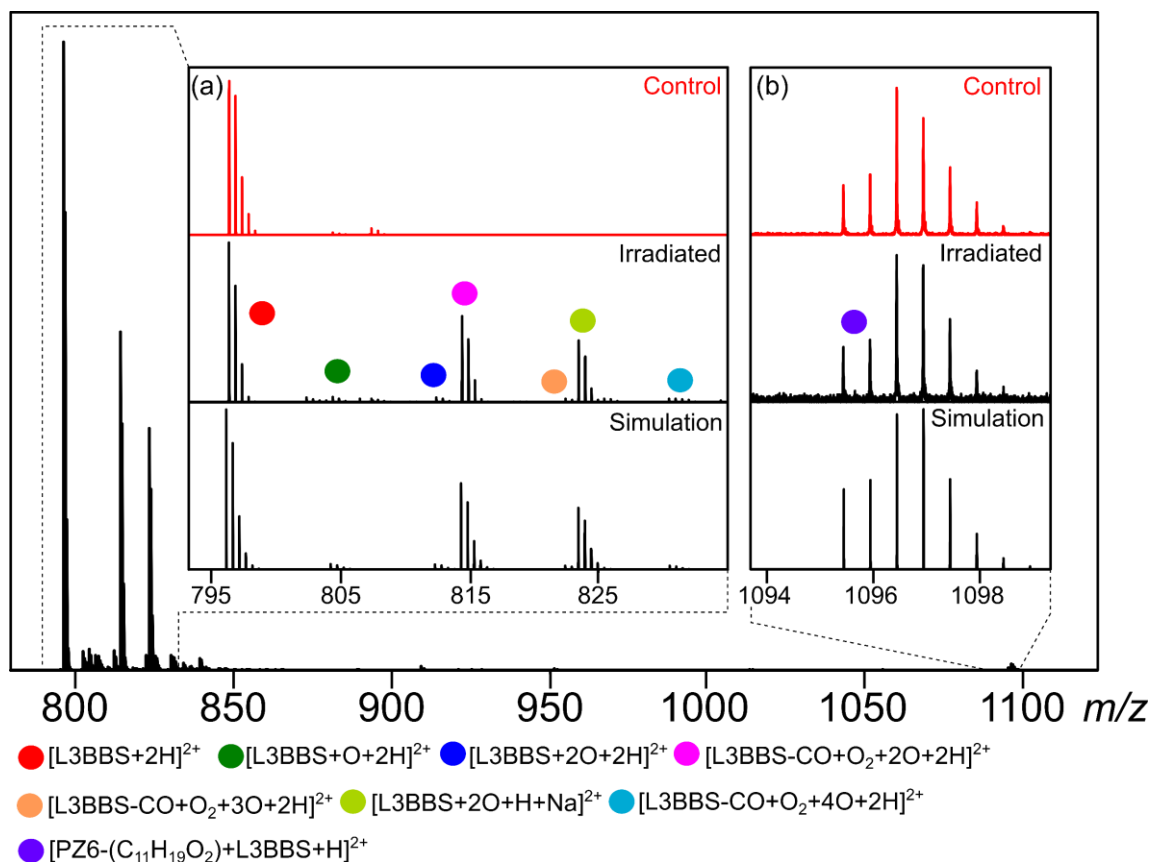 (a) Control (b) Control
Irradiated Irradiated
Simulation Simulation
795 805 815 825 1094 1096 1098
800 850 900 950 1000 1050 1100 m/z
[L3BBS+2H]²⁺ [L3BBS+O+2H]²⁺ [L3BBS+2O+2H]²⁺ [L3BBS-CO+O₂+2O+2H]²⁺
[L3BBS-CO+O₂+3O+2H]²⁺ [L3BBS+2O+H+Na]²⁺ [L3BBS-CO+O₂+4O+2H]²⁺
[PZ6-(C₁₁H₁₉O₂)+L3BBS+H]²⁺